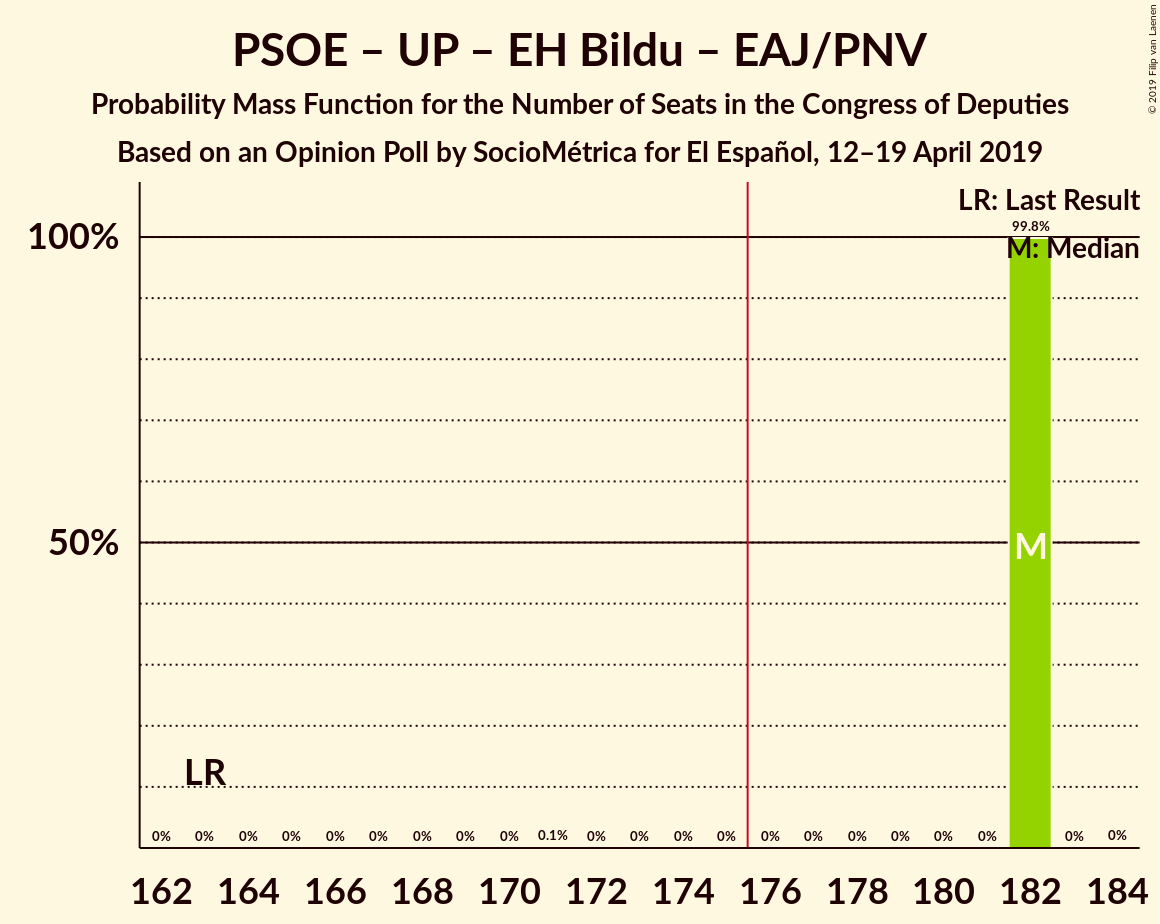 PSOE – UP – EH Bildu – EAJ/PNV
Probability Mass Function for the Number of Seats in the Congress of Deputies
Based on an Opinion Poll by SocioMétrica for El Español, 12–19 April 2019
© 2019 Filip van Laenen
LR: Last Result
99.8%
100%
M: Median
50%
M
LR
0% 0% 0% 0% 0% 0% 0% 0% 0% 0.1% 0% 0% 0% 0% 0% 0% 0% 0% 0% 0% 0% 0%
162 164 166 168 170 172 174 176 178 180 182 184